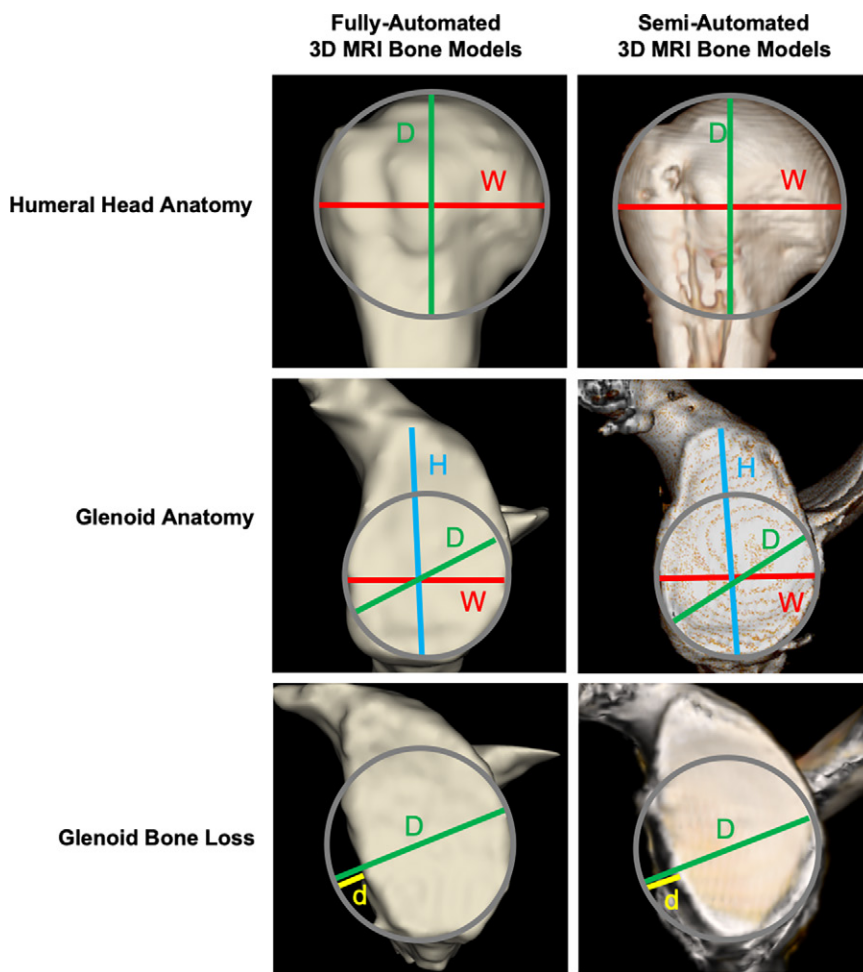 Fully-Automated
3D MRI Bone Models
Semi-Automated
3D MRI Bone Models
Humeral Head Anatomy
D
W
D
W
Glenoid Anatomy
H
D
W
H
D
W
Glenoid Bone Loss
D
d
D
d